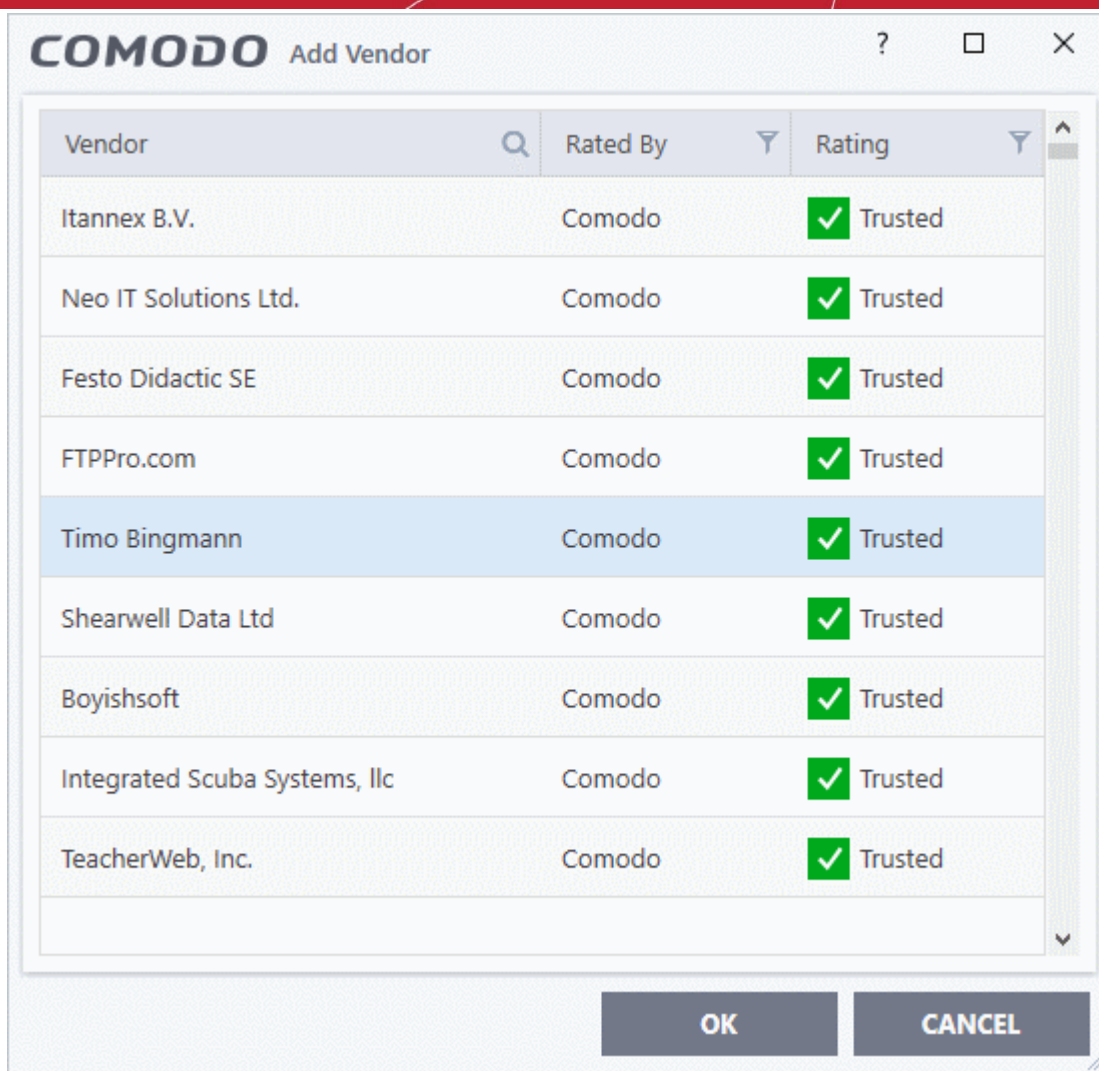 COMODO Add Vendor ?
Vendor Rated By Rating
Itannex B.V. Comodo Trusted
Neo IT Solutions Ltd. Comodo Trusted
Festo Didactic SE Comodo Trusted
FTPPro.com Comodo Trusted
Timo Bingmann Comodo Trusted
Shearwell Data Ltd Comodo Trusted
Boyishsoft Comodo Trusted
Integrated Scuba Systems, llc Comodo Trusted
TeacherWeb, Inc. Comodo Trusted
OK CANCEL